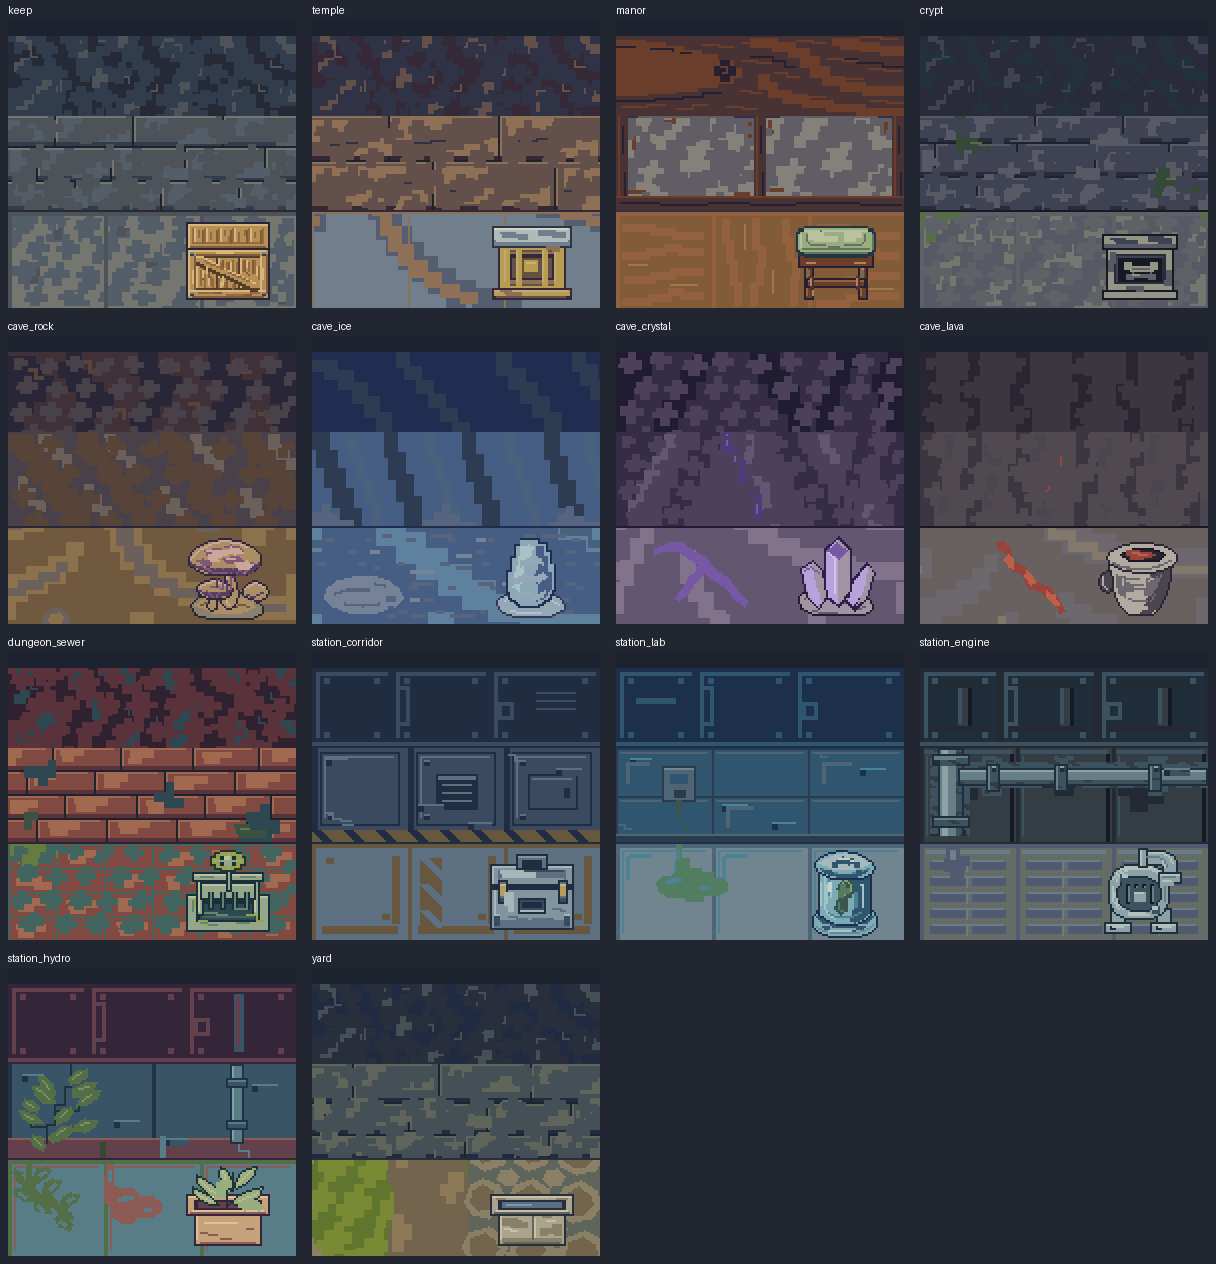 keep
temple
manor
crypt
cave_rock
cave_ice
cave_crystal
cave_lava
dungeon_sewer
station_corridor
station_lab
station_engine
station_hydro
yard